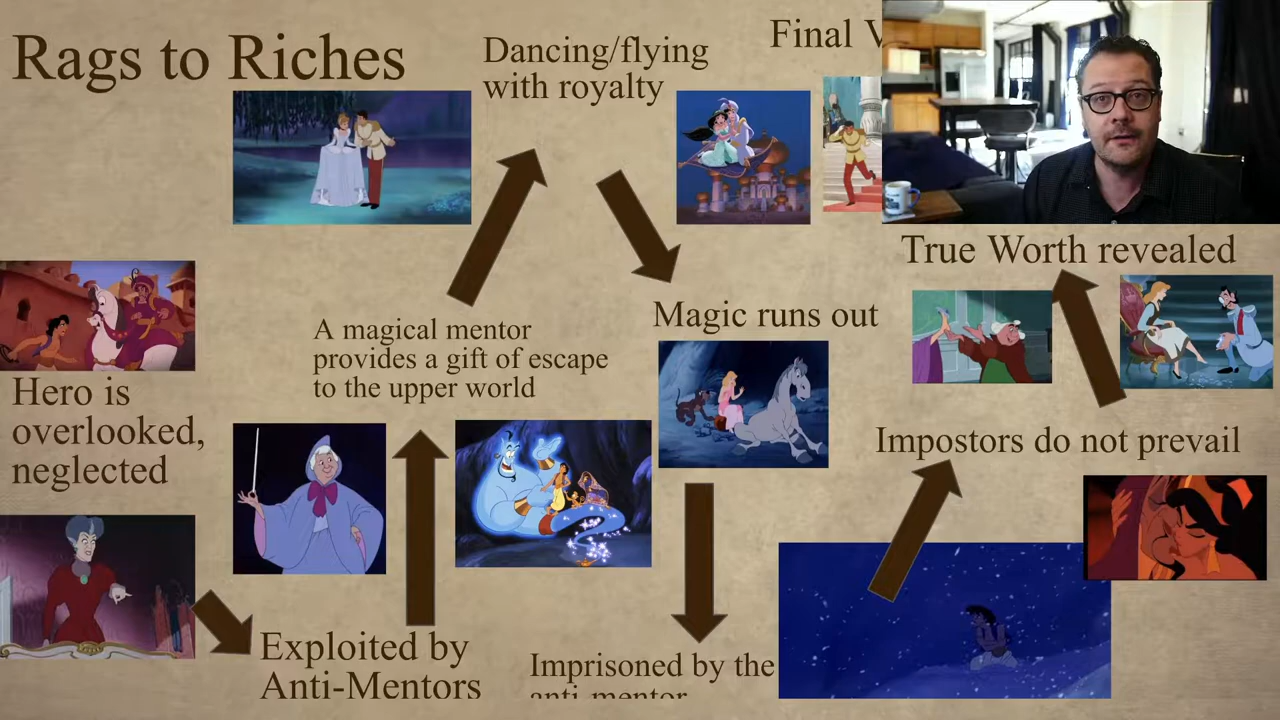 Rags to Riches
Dancing/flying
with royalty
Final
True Worth revealed
A magical mentor
provides a gift of escape
to the upper world
Magic runs out
Hero is
overlooked,
neglected
Impostors do not prevail
Exploited by
Anti-Mentors
Imprisoned by the
anti-mentor